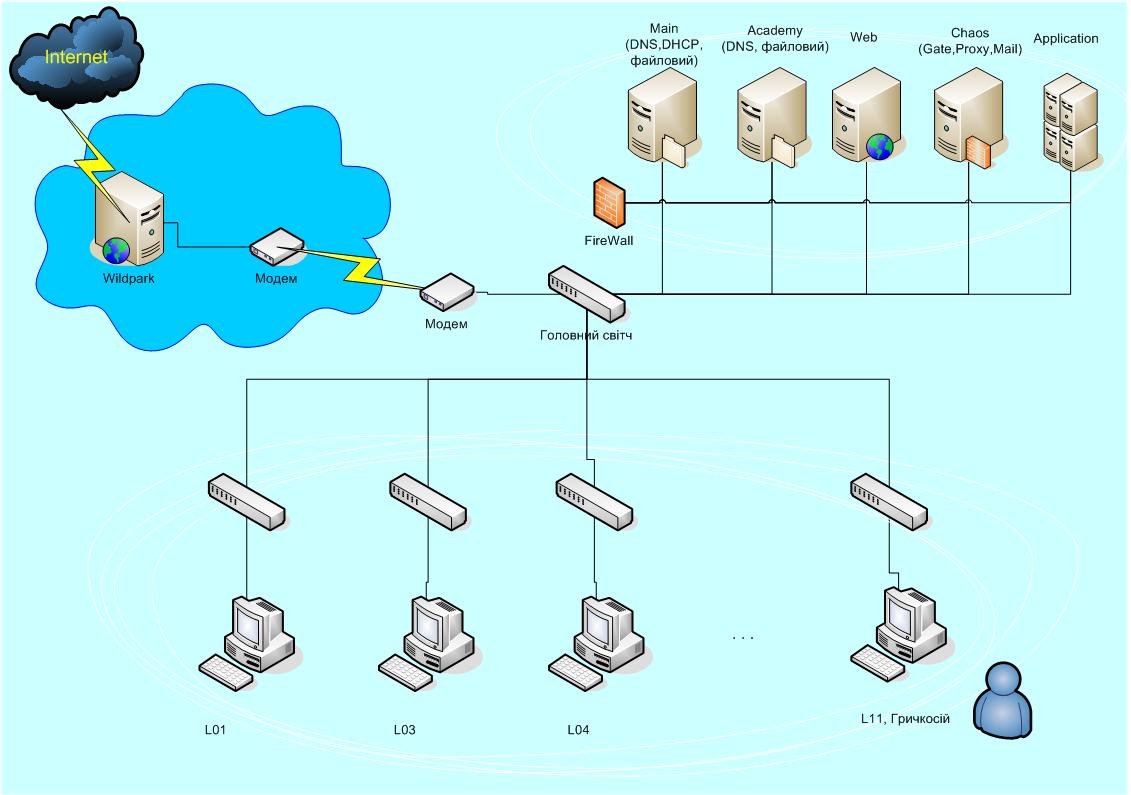 Internet
Main
(DNS,DHCP,
файловий)
Academy
(DNS, файловий)
Web
Chaos
(Gate,Proxy,Mail)
Application
FireWall
Wildpark
Модем
Модем
Головний світч
. . .
L01
L03
L04
L11, Гричкосій